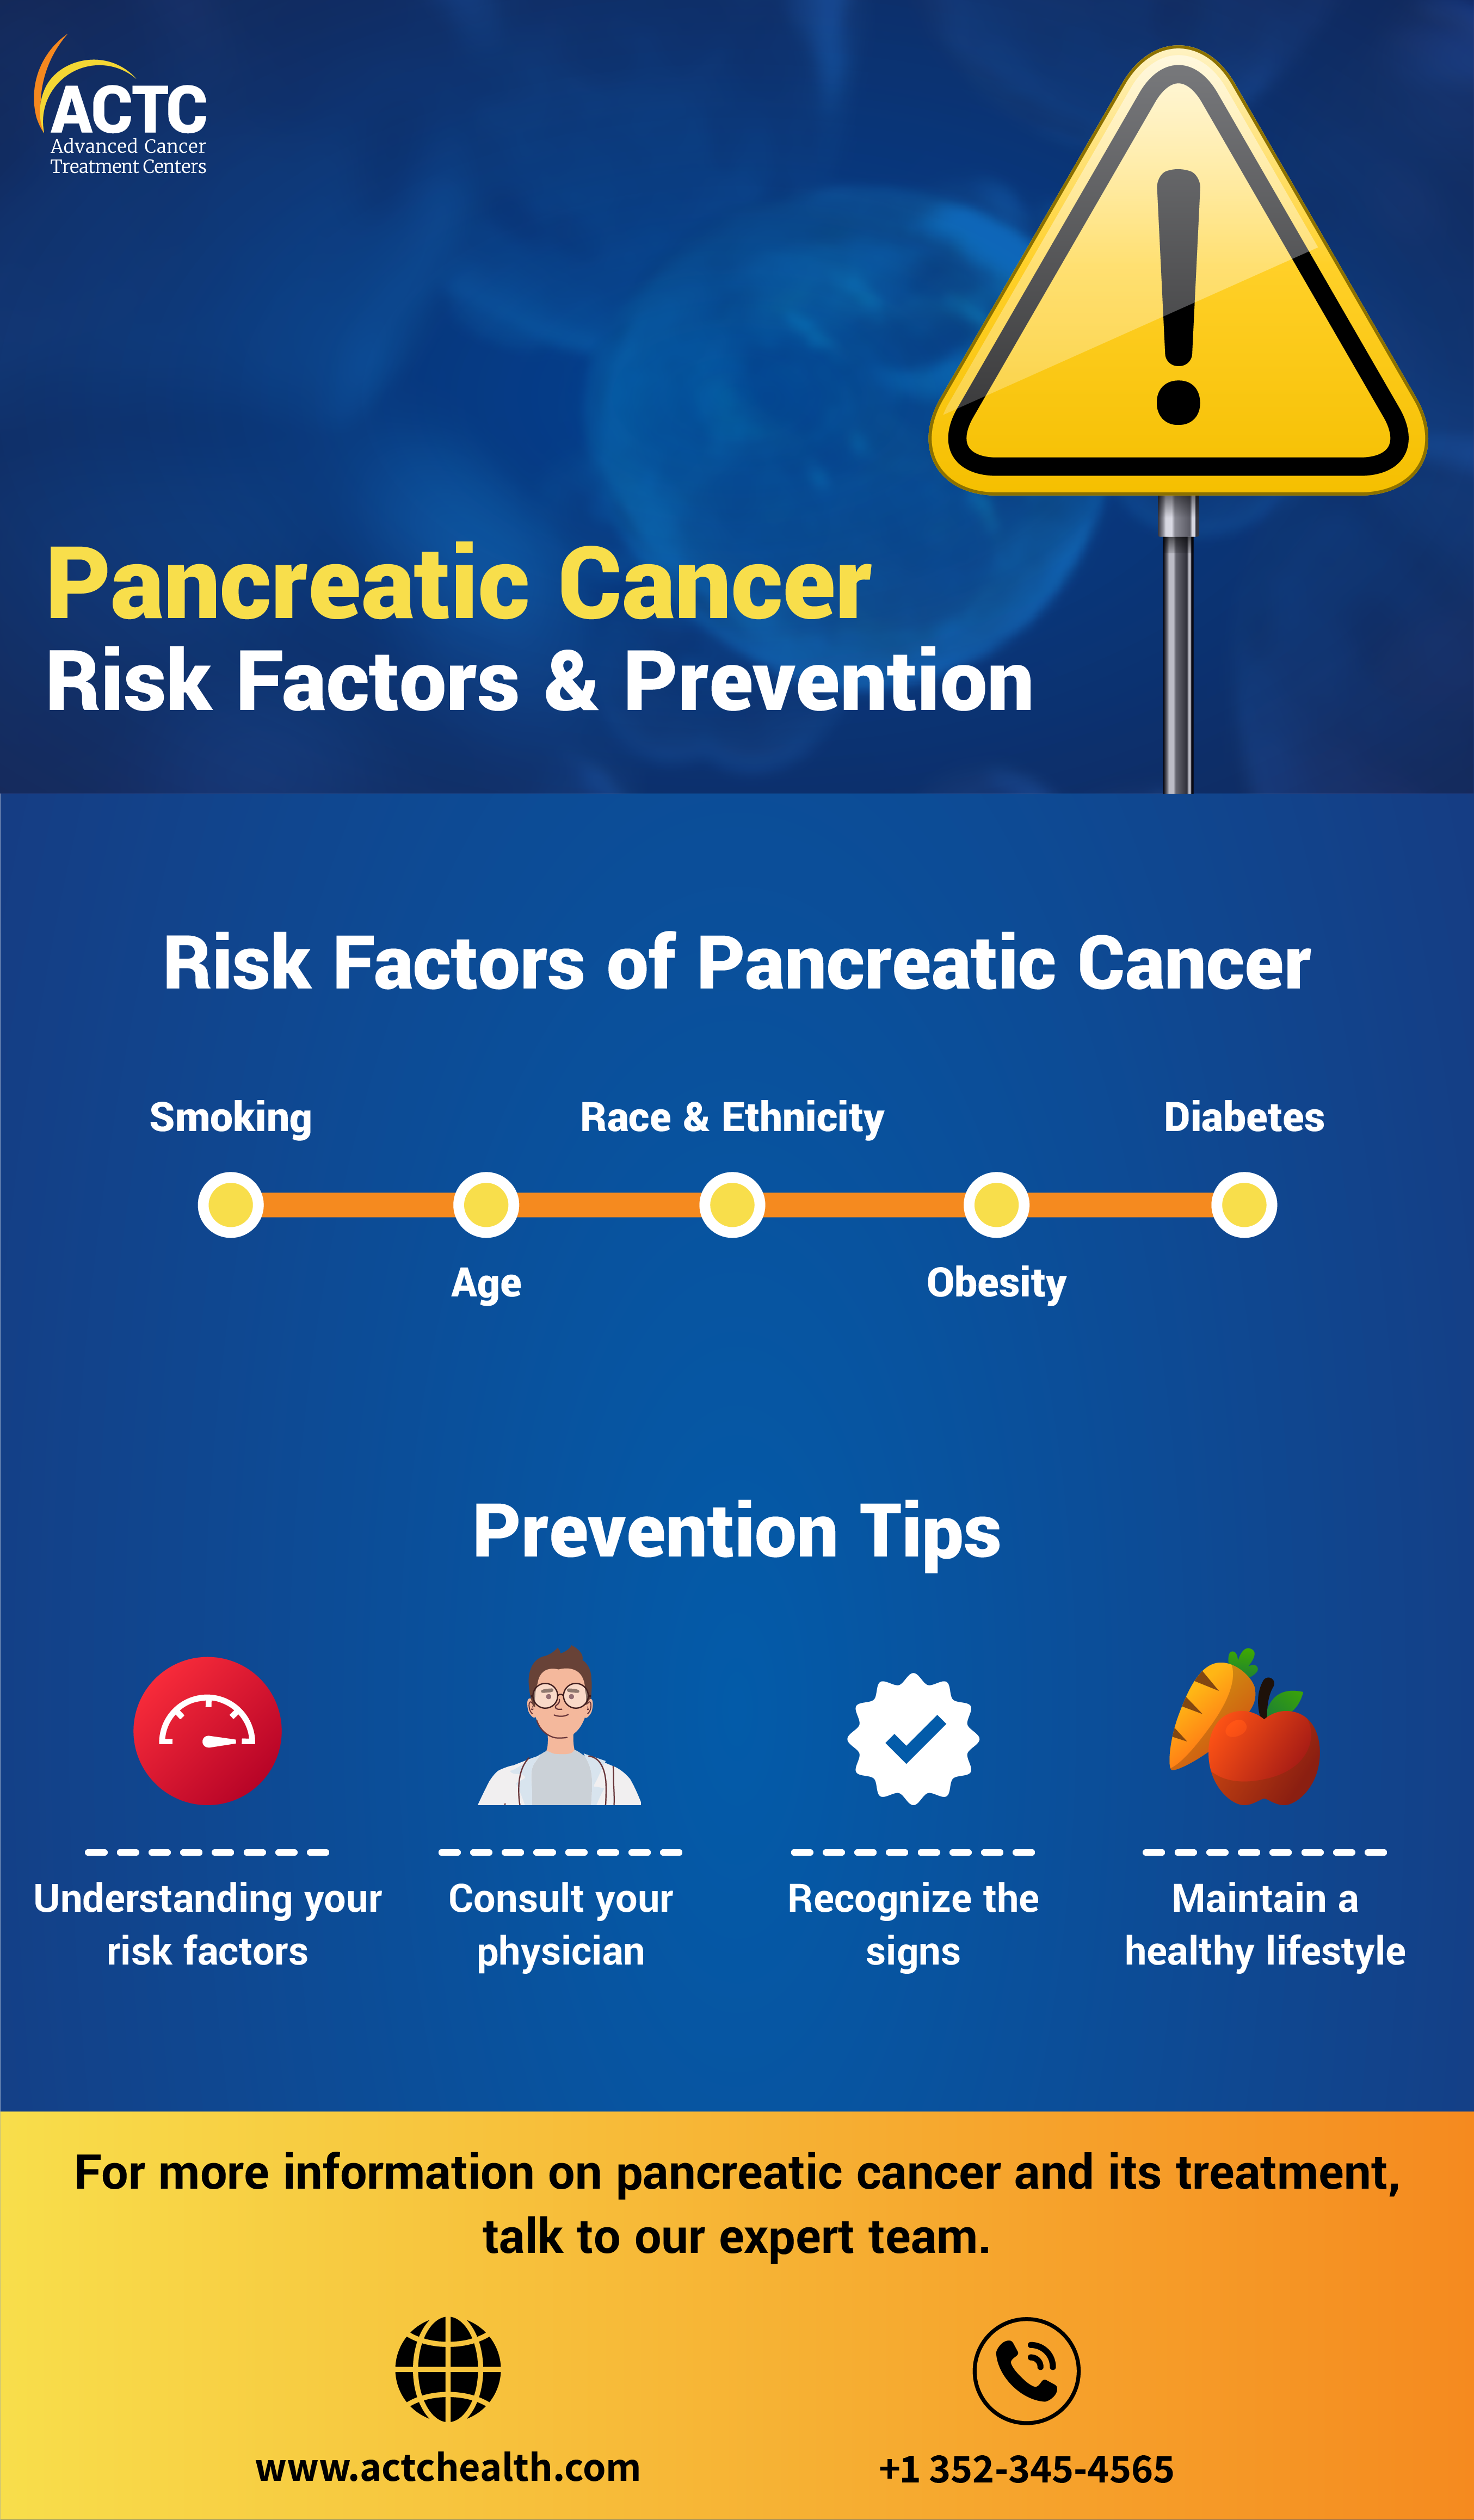 ACTC
Advanced Cancer
Treatment Centers
Pancreatic Cancer
Risk Factors & Prevention
Risk Factors of Pancreatic Cancer
Smoking
Age
Race & Ethnicity
Obesity
Diabetes
Prevention Tips
Understanding your
risk factors
Consult your
physician
Recognize the
signs
Maintain a
healthy lifestyle
For more information on pancreatic cancer and its treatment,
talk to our expert team.
www.actchealth.com
+1 352-345-4565